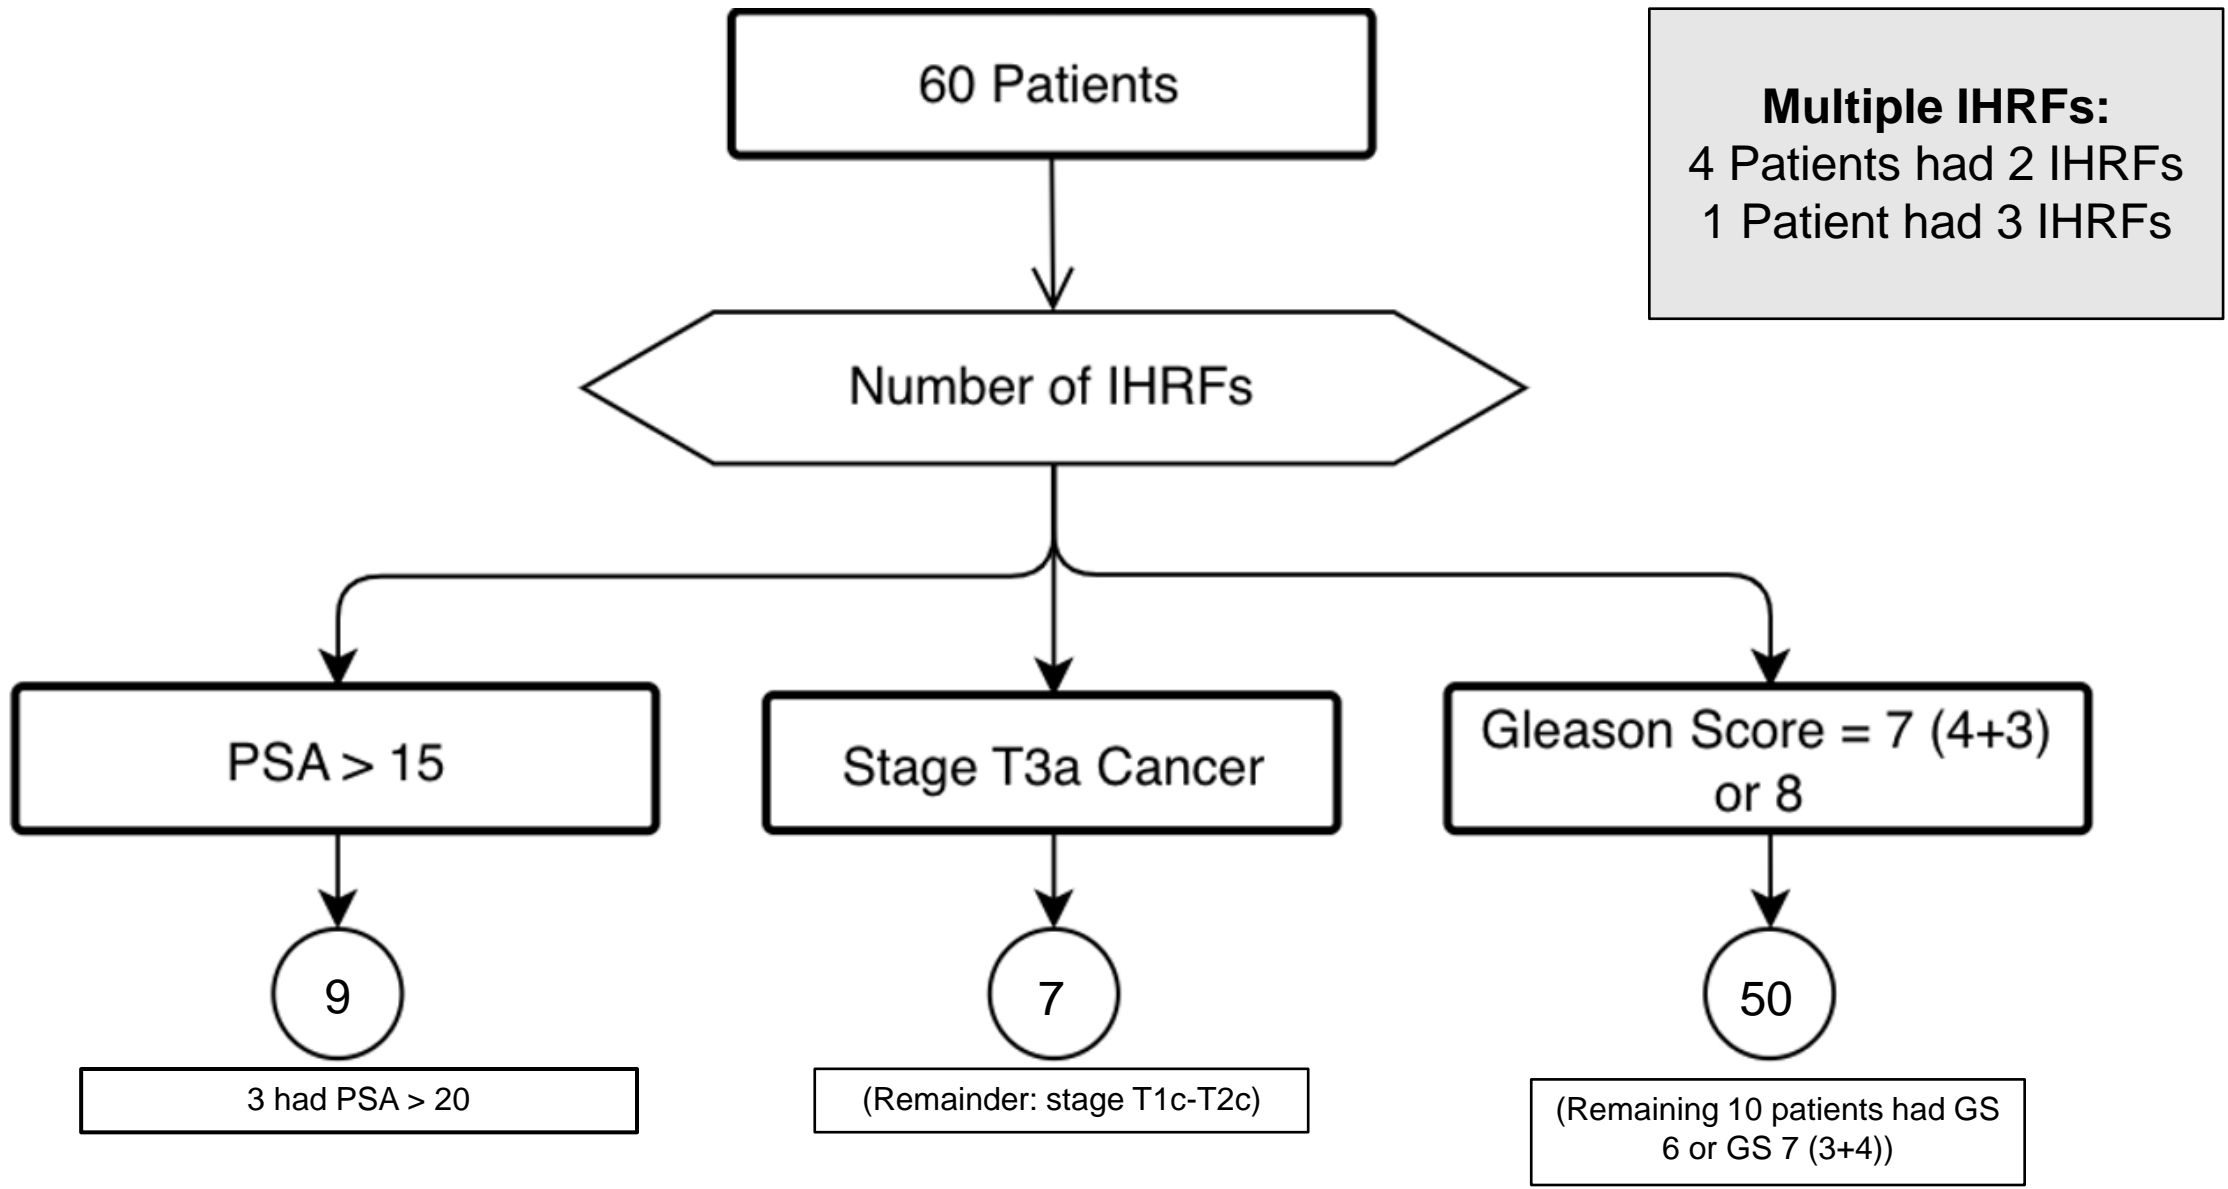 60 Patients
Multiple IHRFs:
4 Patients had 2 IHRFs
1 Patient had 3 IHRFs
Number of IHRFs
PSA > 15
Stage T3a Cancer
Gleason Score = 7 (4+3)
or 8
9
7
50
3 had PSA > 20
(Remainder: stage T1c-T2c)
(Remaining 10 patients had GS
6 or GS 7 (3+4))